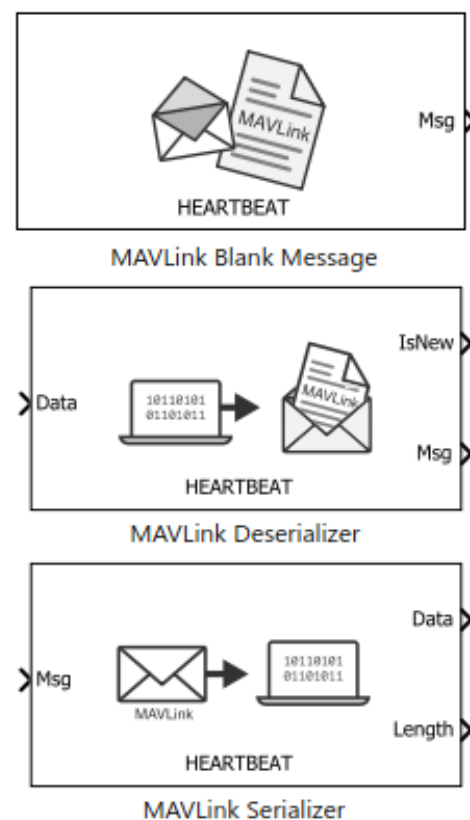 MAVLink
Msg
HEARTBEAT
MAVLink Blank Message
IsNew
Data
10110101
01101011
MAVLink
Msg
HEARTBEAT
MAVLink Deserializer
Data
Msg
10110101
01101011
MAVLink
Length
HEARTBEAT
MAVLink Serializer